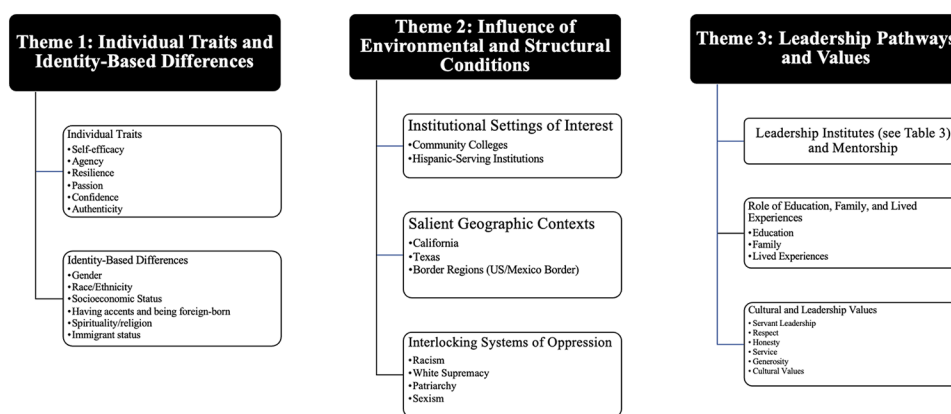 Theme 1: Individual Traits and
Identity-Based Differences
Individual Traits
•Self-efficacy
•Agency
•Resilience
•Passion
•Confidence
•Authenticity
Identity-Based Differences
•Gender
•Race/Ethnicity
•Socioeconomic Status
•Having accents and being foreign-born
•Spirituality/religion
•Immigrant status
Theme 2: Influence of
Environmental and Structural
Conditions
Institutional Settings of Interest
•Community Colleges
•Hispanic-Serving Institutions
Salient Geographic Contexts
•California
•Texas
•Border Regions (US/Mexico Border)
Interlocking Systems of Oppression
•Racism
•White Supremacy
•Patriarchy
•Sexism
Theme 3: Leadership Pathways
and Values
Leadership Institutes (see Table 3)
and Mentorship
Role of Education, Family, and Lived
Experiences
•Education
•Family
•Lived Experiences
Cultural and Leadership Values
• Servant Leadership
• Respect
• Honesty
• Service
• Generosity
• Cultural Values